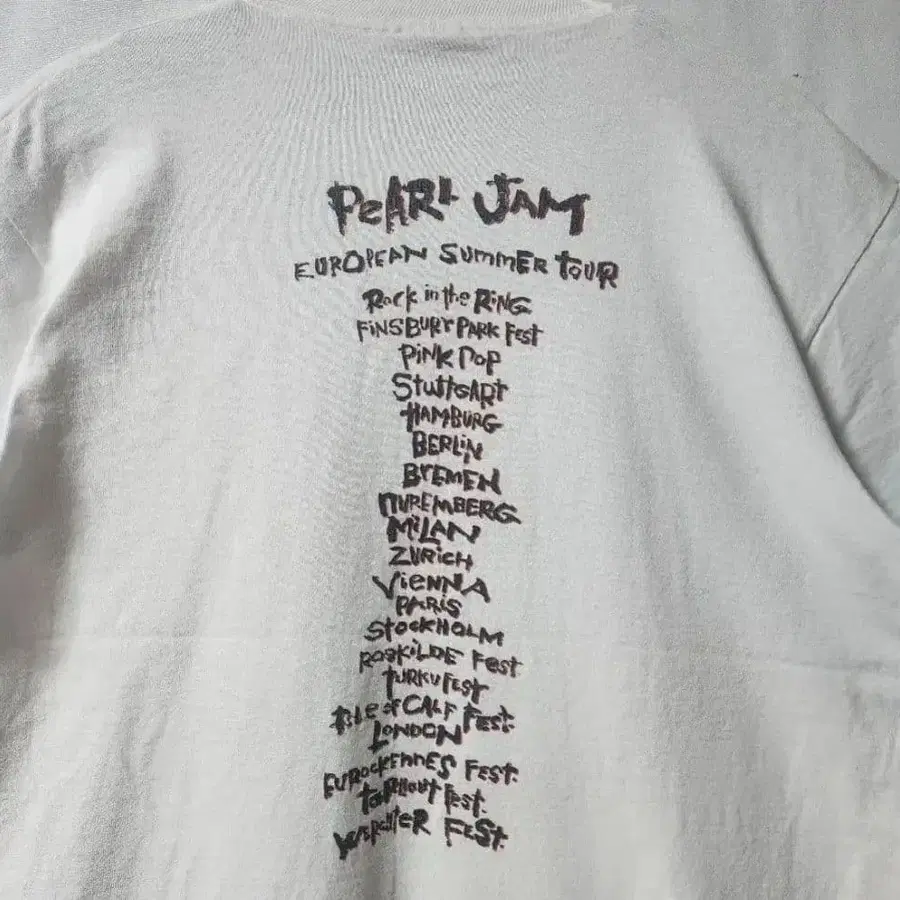 PEARL JAM
EUROPEAN SUMMER TOUR
Rock in the RiNG
FiNSBURY PARK Fest
PiNK POP
StuttGART
HAMBURG
BERLiN
BrEMEN
NUREMBERG
MiLAN
ZURiCH
ViENNA
PARiS
StoCKHOLM
ROSKiLDE Fest
TURKU FEST
ISLe of CALF FEST.
LONDON
EUROCKEnnES FEST.
TORHOUT Fest.
WERCHTER FEST.